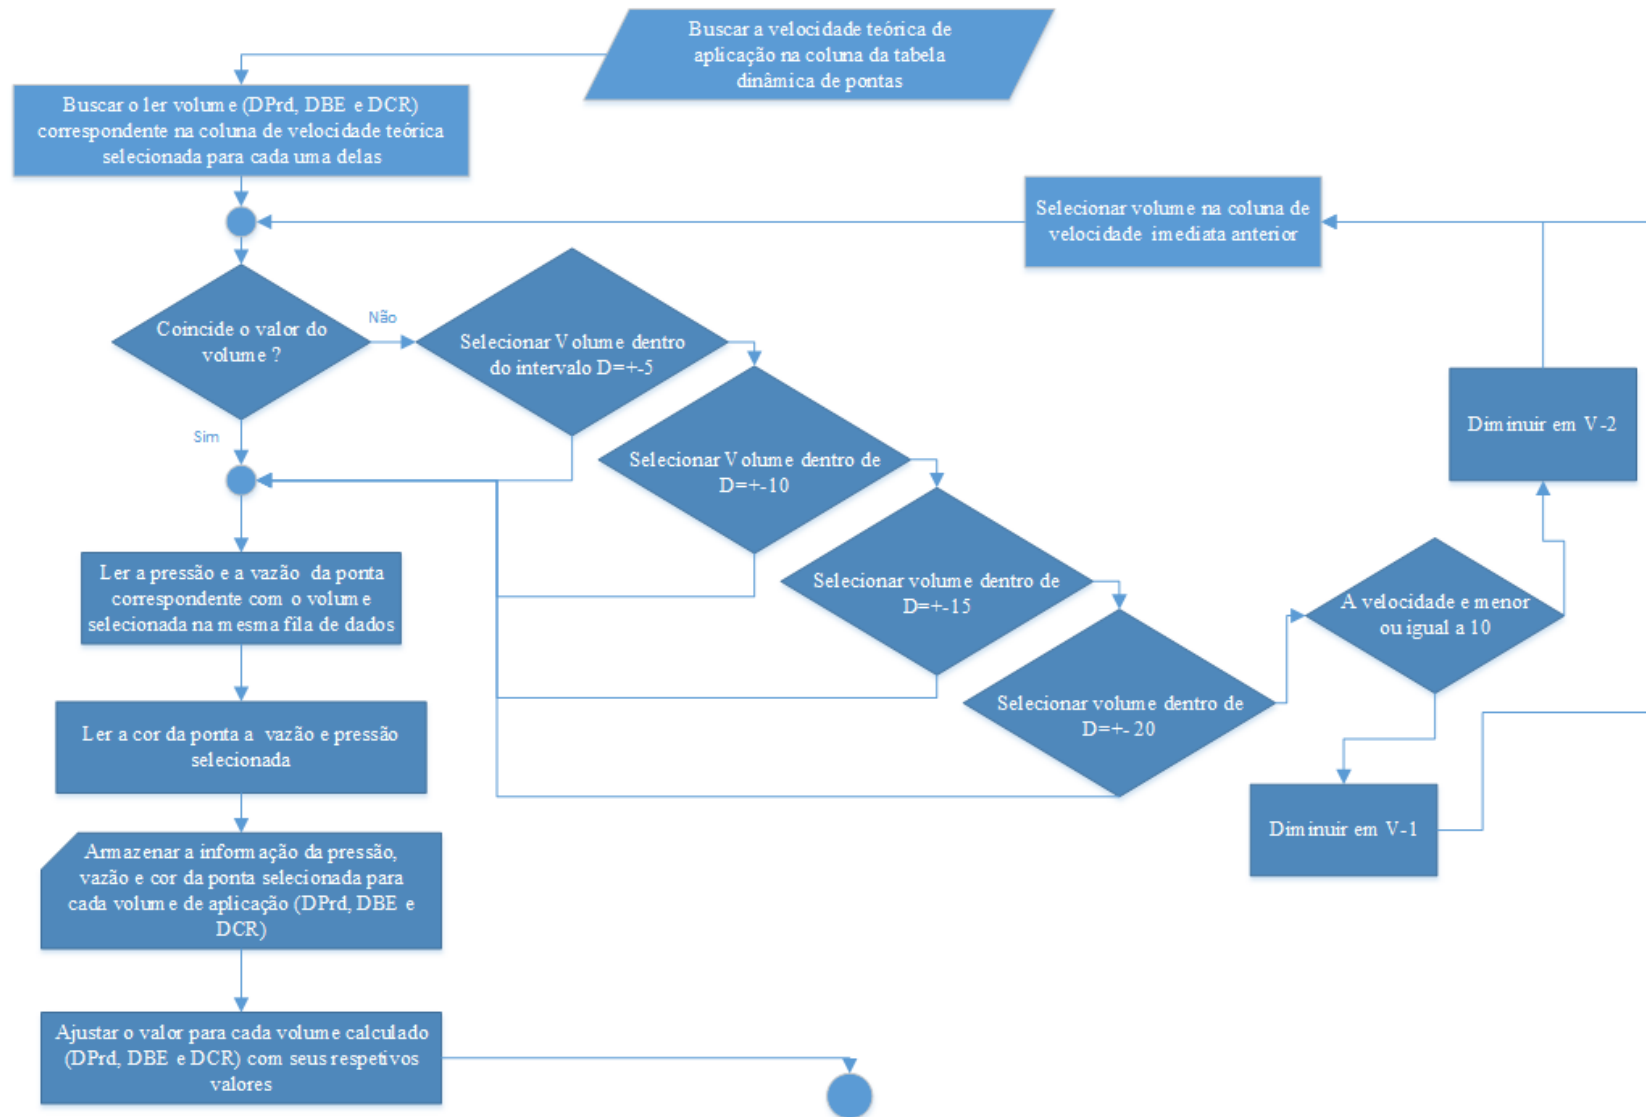 Buscar a velocidade teórica de
aplicação na coluna da tabela
dinâmica de pontas
Buscar o ler volume (DPrd, DBE e DCR)
correspondente na coluna de velocidade teórica
selecionada para cada uma delas
Selecionar volume na coluna de
velocidade imediata anterior
Coincide o valor do
volume ?
Não
Selecionar Volume dentro
do intervalo D=+-5
Sim
Selecionar Volume dentro de
D=+-10
Diminuir em V-2
Selecionar volume dentro de
D=+-15
Ler a pressão e a vazão da ponta
correspondente com o volume
selecionada na mesma fila de dados
A velocidade e menor
ou igual a 10
Selecionar volume dentro de
D=+- 20
Ler a cor da ponta a vazão e pressão
selecionada
Diminuir em V-1
Armazenar a informação da pressão,
vazão e cor da ponta selecionada para
cada volume de aplicação (DPrd, DBE e
DCR)
Ajustar o valor para cada volume calculado
(DPrd, DBE e DCR) com seus respetivos
valores